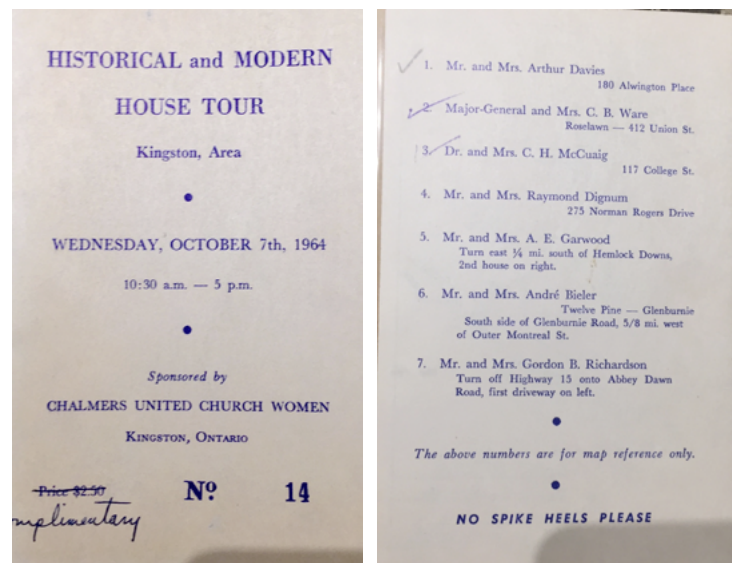 HISTORICAL and MODERN
HOUSE TOUR
Kingston, Area
WEDNESDAY, OCTOBER 7th, 1964
10:30 a.m. — 5 p.m.
Sponsored by
CHALMERS UNITED CHURCH WOMEN
KINGSTON, ONTARIO
Price $2.50
omplimentary
Nº 14
1. Mr. and Mrs. Arthur Davies
180 Alwington Place
2. Major-General and Mrs. C. B. Ware
Roselawn — 412 Union St.
3. Dr. and Mrs. C. H. McCuaig
117 College St.
4. Mr. and Mrs. Raymond Dignum
275 Norman Rogers Drive
5. Mr. and Mrs. A. E. Garwood
Turn east ¼ mi. south of Hemlock Downs,
2nd house on right.
6. Mr. and Mrs. André Bieler
Twelve Pine — Glenburnie
South side of Glenburnie Road, 5/8 mi. west
of Outer Montreal St.
7. Mr. and Mrs. Gordon B. Richardson
Turn off Highway 15 onto Abbey Dawn
Road, first driveway on left.
The above numbers are for map reference only.
NO SPIKE HEELS PLEASE